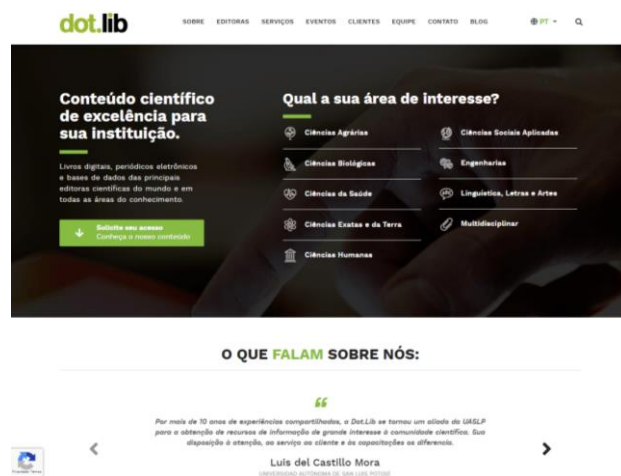 dot.lib
SOBRE EDITORAS SERVIÇOS EVENTOS CLIENTES EQUIPE CONTATO BLOG PT
Conteúdo científico
de excelência para
sua instituição.
Livros digitais, periódicos eletrônicos
e bases de dados das principais
editoras científicas do mundo e em
todas as áreas do conhecimento.
Solicite seu acesso
Conheça o nosso conteúdo
Qual a sua área de interesse?
Ciências Agrárias
Ciências Sociais Aplicadas
Ciências Biológicas
Engenharias
Ciências da Saúde
Linguística, Letras e Artes
Ciências Exatas e da Terra
Multidisciplinar
Ciências Humanas
O QUE FALAM SOBRE NÓS:
Por mais de 10 anos de experiências compartilhadas, a Dot.Lib se tornou um aliado da UASLP
para a obtenção de recursos de informação de grande interesse à comunidade científica. Sua
disposição à atenção, ao serviço ao cliente e às capacitações os diferencia.
Luis del Castillo Mora
UNIVERSIDAD AUTÓNOMA DE SAN LUIS POTOSÍ